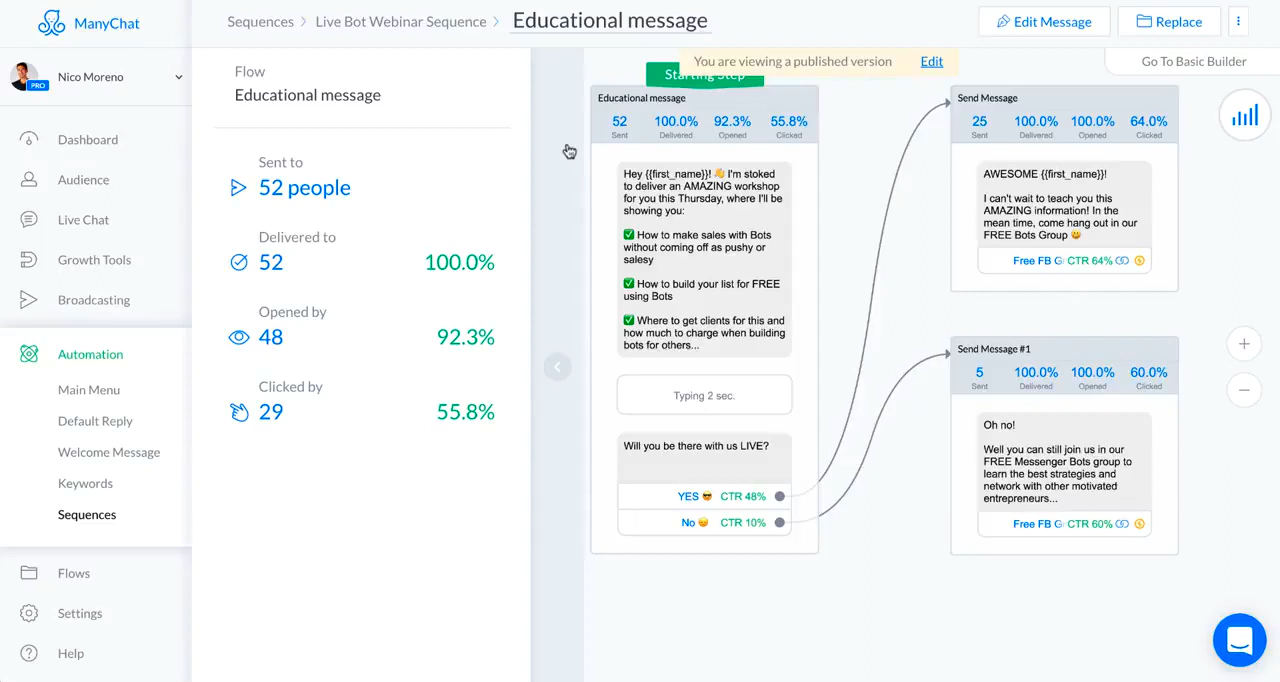 ManyChat
Sequences > Live Bot Webinar Sequence > Educational message
Edit Message
Replace
Nico Moreno
PRO
Dashboard
Audience
Live Chat
Growth Tools
Broadcasting
Automation
Main Menu
Default Reply
Welcome Message
Keywords
Sequences
Flows
Settings
Help
Flow
Educational message
Sent to
52 people
Delivered to
52 100.0%
Opened by
48 92.3%
Clicked by
29 55.8%
You are viewing a published version Edit
Go To Basic Builder
Starting Step
Educational message
52 100.0% 92.3% 55.8%
Sent Delivered Opened Clicked
Hey {{first_name}}! 👋 I'm stoked
to deliver an AMAZING workshop
for you this Thursday, where I'll be
showing you:
✅ How to make sales with Bots
without coming off as pushy or
salesy
✅ How to build your list for FREE
using Bots
✅ Where to get clients for this and
how much to charge when building
bots for others...
Typing 2 sec.
Will you be there with us LIVE?
YES 😎 CTR 48%
No 😞 CTR 10%
Send Message
25 100.0% 100.0% 64.0%
Sent Delivered Opened Clicked
AWESOME {{first_name}}!
I can't wait to teach you this
AMAZING information! In the
mean time, come hang out in our
FREE Bots Group 😀
Free FB G CTR 64%
Send Message #1
5 100.0% 100.0% 60.0%
Sent Delivered Opened Clicked
Oh no!
Well you can still join us in our
FREE Messenger Bots group to
learn the best strategies and
network with other motivated
entrepreneurs...
Free FB G CTR 60%